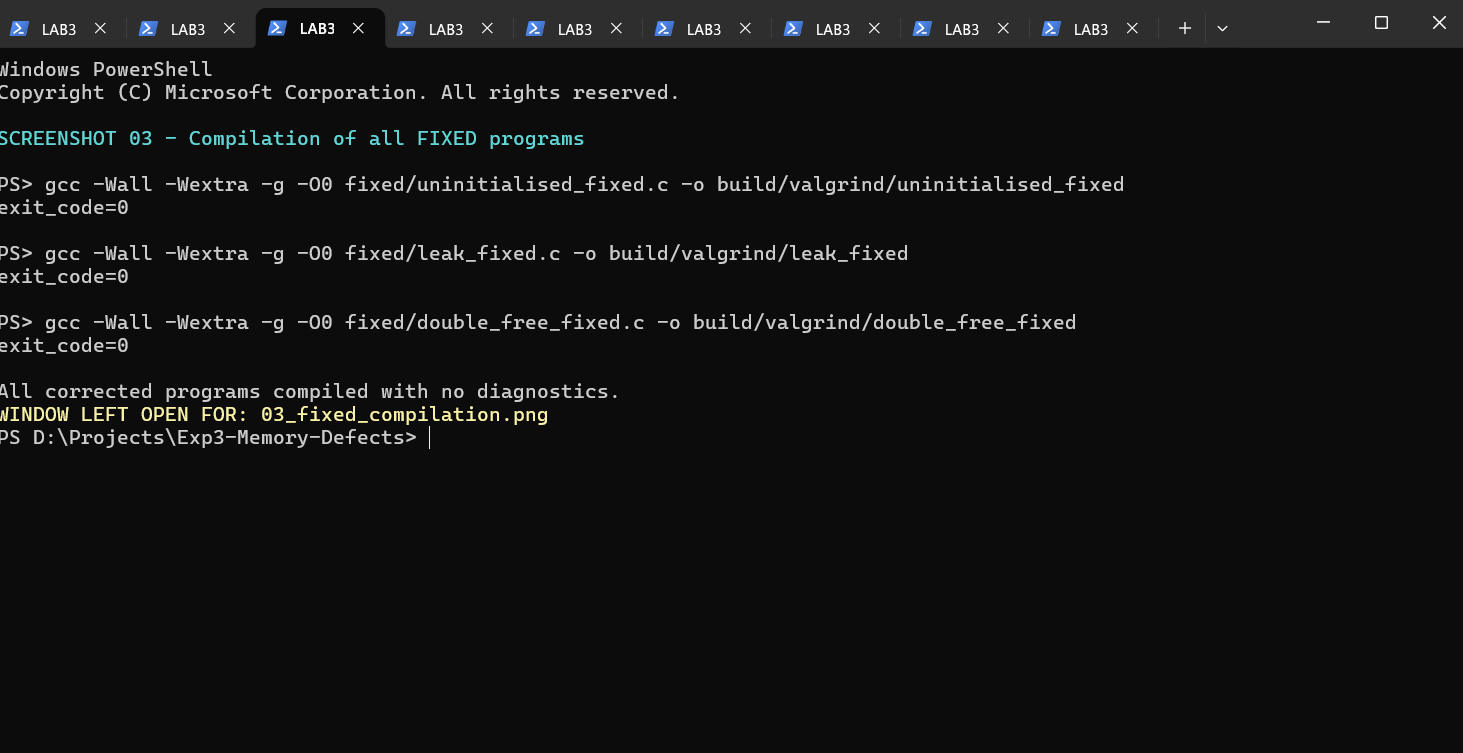 LAB3 LAB3 LAB3 LAB3 LAB3 LAB3 LAB3 LAB3 LAB3
Windows PowerShell
Copyright (C) Microsoft Corporation. All rights reserved.
SCREENSHOT 03 - Compilation of all FIXED programs
PS> gcc -Wall -Wextra -g -O0 fixed/uninitialised_fixed.c -o build/valgrind/uninitialised_fixed
exit_code=0
PS> gcc -Wall -Wextra -g -O0 fixed/leak_fixed.c -o build/valgrind/leak_fixed
exit_code=0
PS> gcc -Wall -Wextra -g -O0 fixed/double_free_fixed.c -o build/valgrind/double_free_fixed
exit_code=0
All corrected programs compiled with no diagnostics.
WINDOW LEFT OPEN FOR: 03_fixed_compilation.png
PS D:\Projects\Exp3-Memory-Defects>